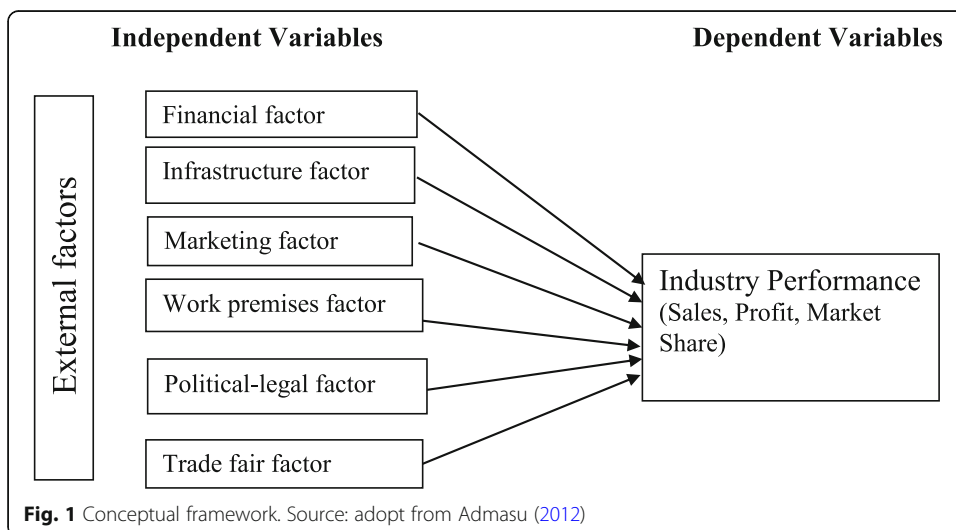 Independent Variables
Dependent Variables
External factors
Financial factor
Infrastructure factor
Marketing factor
Work premises factor
Political-legal factor
Trade fair factor
Industry Performance
(Sales, Profit, Market
Share)
Fig. 1 Conceptual framework. Source: adopt from Admasu (2012)